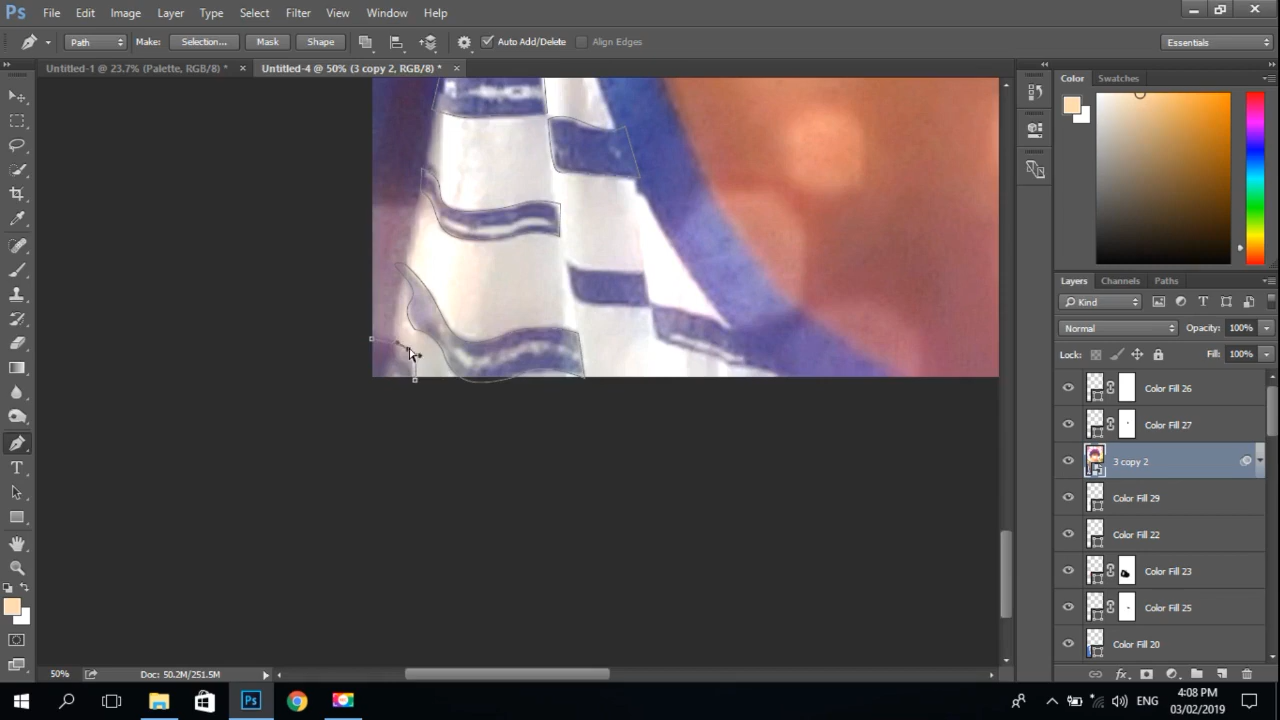 Ps File Edit Image Layer Type Select Filter View Window Help
Path Make: Selection... Mask Shape Auto Add/Delete Align Edges Essentials
Untitled-1 @ 23.7% (Palette, RGB/8) * × Untitled-4 @ 50% (3 copy 2, RGB/8) * ×
Color Swatches
Layers Channels Paths
Kind
Normal Opacity: 100%
Lock: Fill: 100%
Color Fill 26
Color Fill 27
3 copy 2
Color Fill 29
Color Fill 22
Color Fill 23
Color Fill 25
Color Fill 20
50% Doc: 50.2M/251.5M
Ps ENG 4:08 PM
03/02/2019